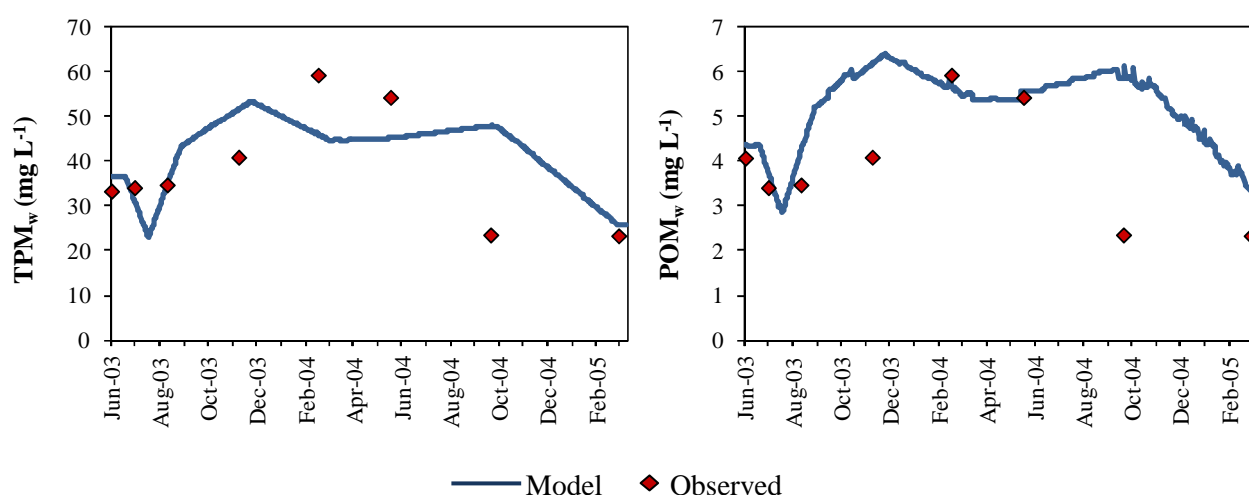 TPMw (mg L-1)
70
60
50
40
30
20
10
0
Jun-03
Aug-03
Oct-03
Dec-03
Feb-04
Apr-04
Jun-04
Aug-04
Oct-04
Dec-04
Feb-05
POMw (mg L-1)
7
6
5
4
3
2
1
0
Jun-03
Aug-03
Oct-03
Dec-03
Feb-04
Apr-04
Jun-04
Aug-04
Oct-04
Dec-04
Feb-05
Model Observed